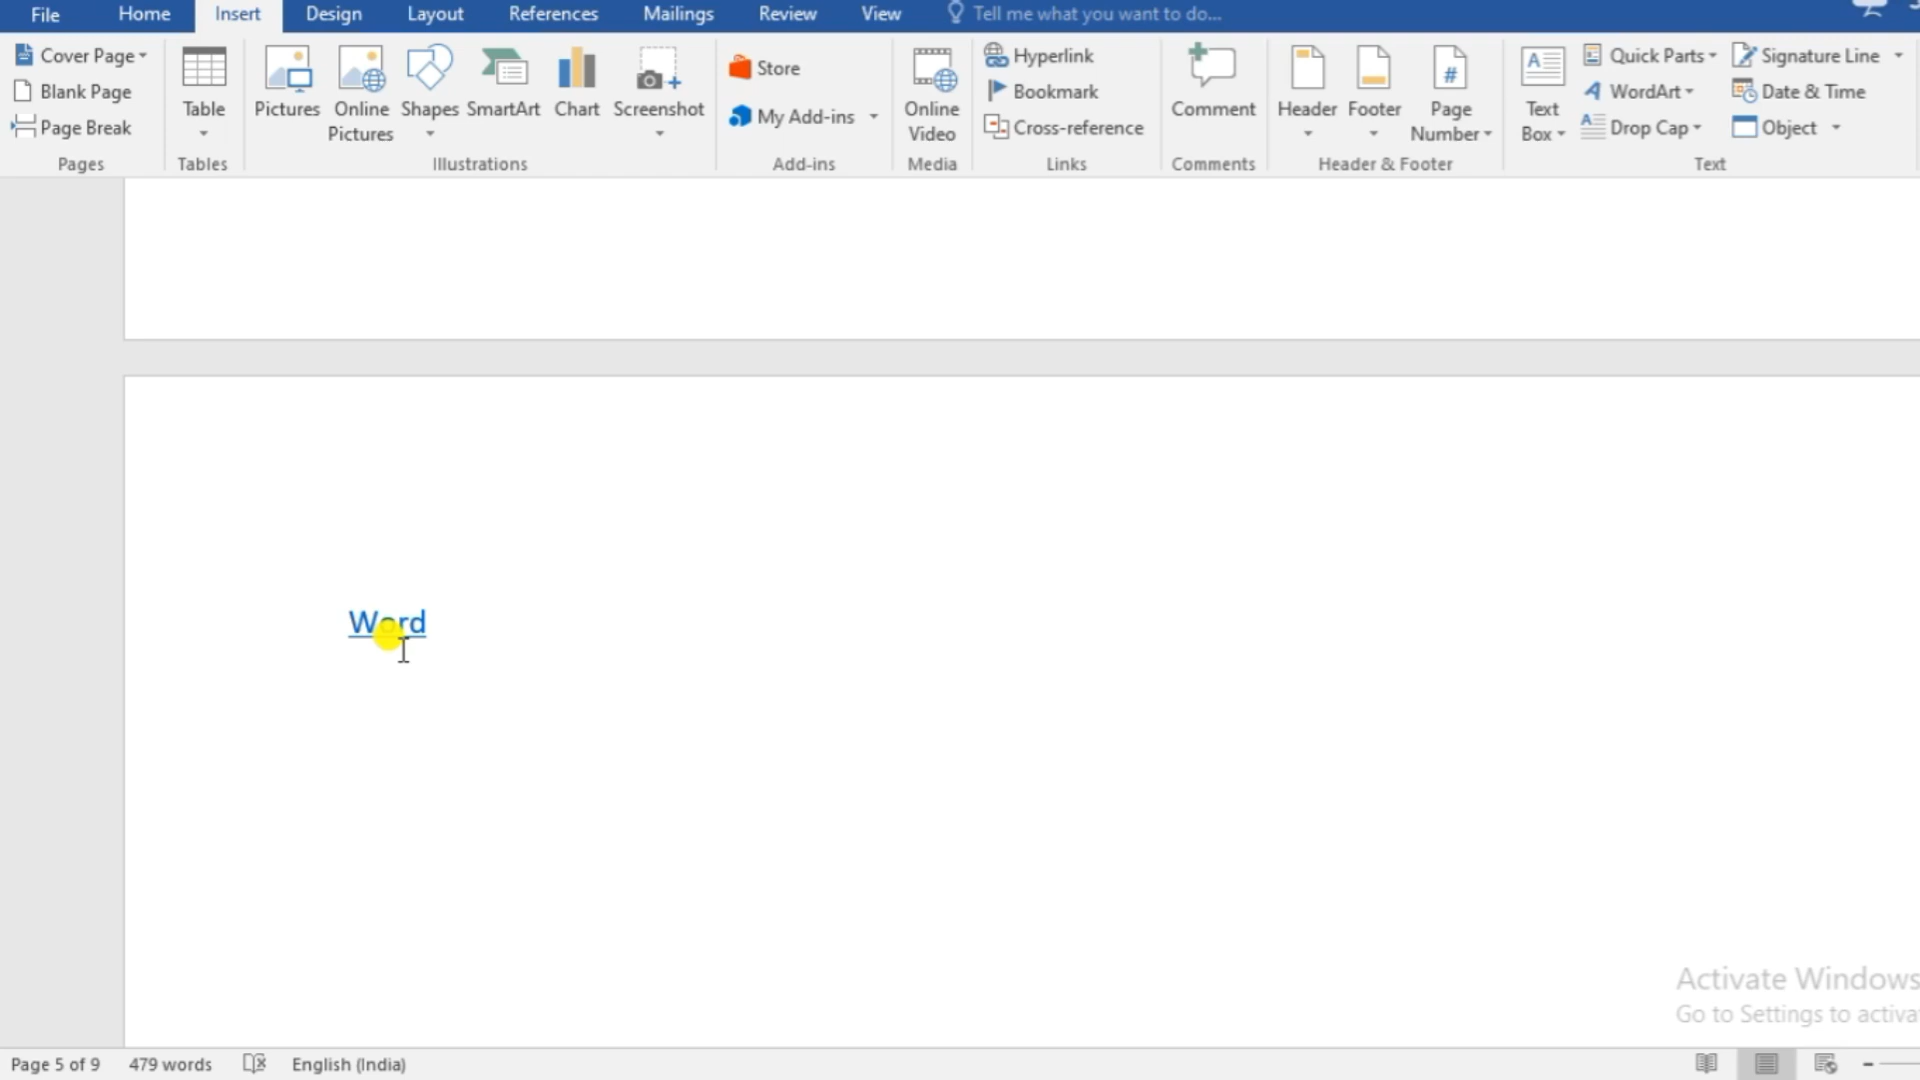 File Home Insert Design Layout References Mailings Review View Tell me what you want to do...
Cover Page
Blank Page
Page Break
Pages
Table
Tables
Pictures
Online
Pictures
Shapes
SmartArt
Chart
Screenshot
Illustrations
Store
My Add-ins
Add-ins
Online
Video
Media
Hyperlink
Bookmark
Cross-reference
Links
Comment
Comments
Header
Footer
Page
Number
Header & Footer
Text
Box
Quick Parts
WordArt
Drop Cap
Signature Line
Date & Time
Object
Text
Word
Activate Windows
Go to Settings to activa
Page 5 of 9 479 words English (India)